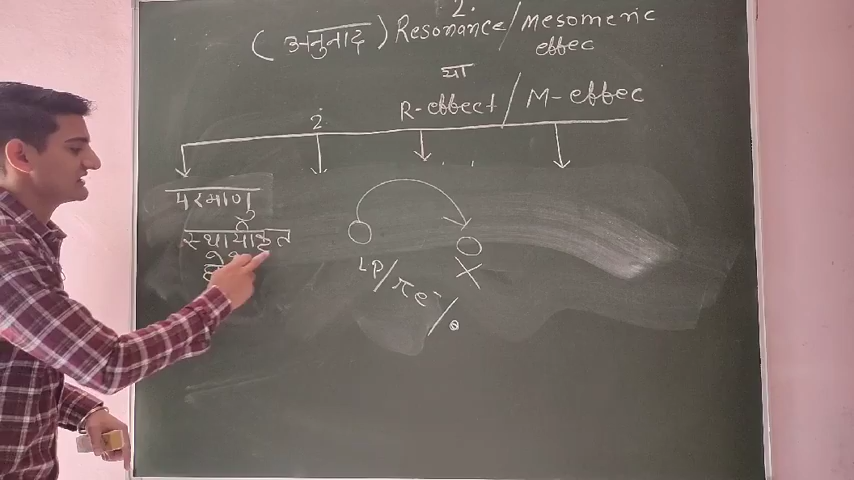 2.
(अनुनाद) Resonance/Mesomeric
effec
या
R-effect/M-effec
2.
परमाणु
स्थायीकृत
LP/πe⁻/
X